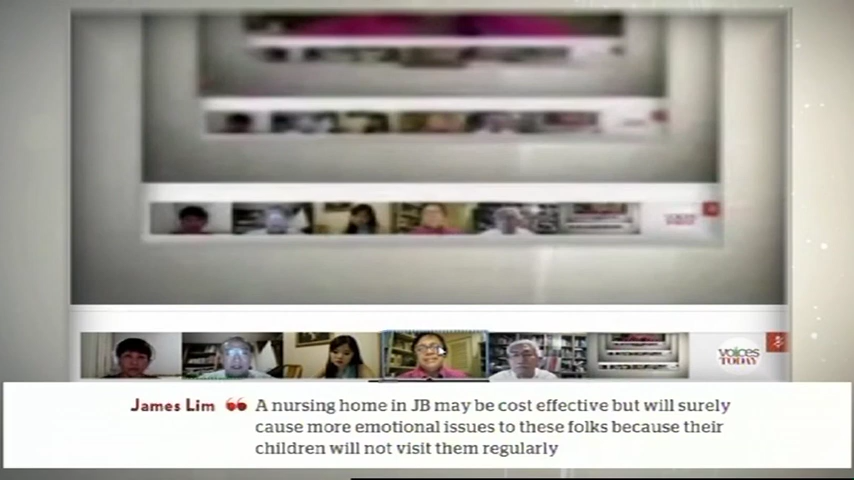 VOICES
TODAY
James Lim
A nursing home in JB may be cost effective but will surely
cause more emotional issues to these folks because their
children will not visit them regularly